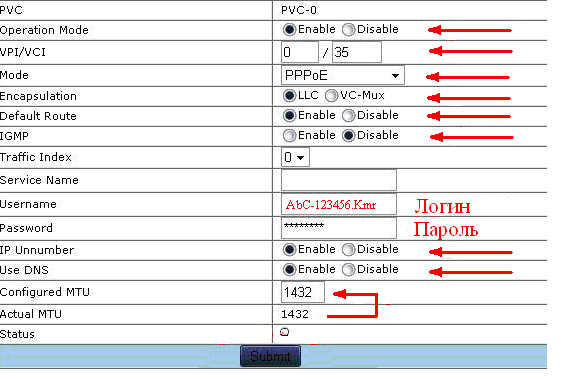 PVC PVC-0
Operation Mode Enable Disable
VPI/VCI 0 / 35
Mode PPPoE
Encapsulation LLC VC-Mux
Default Route Enable Disable
IGMP Enable Disable
Traffic Index 0
Service Name
Username AbC-123456.Kmr Логин
Password ******** Пароль
IP Unnumber Enable Disable
Use DNS Enable Disable
Configured MTU 1432
Actual MTU 1432
Status
Submit